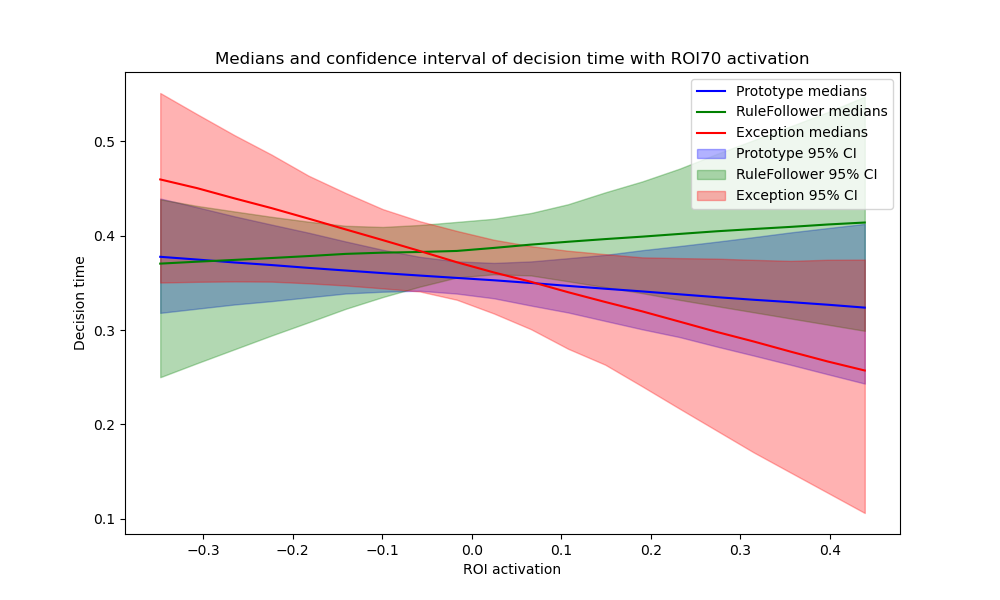 Medians and confidence interval of decision time with ROI70 activation
Prototype medians
RuleFollower medians
Exception medians
Prototype 95% CI
RuleFollower 95% CI
Exception 95% CI
0.5
0.4
0.3
0.2
0.1
Decision time
−0.3
−0.2
−0.1
0.0
0.1
0.2
0.3
0.4
ROI activation